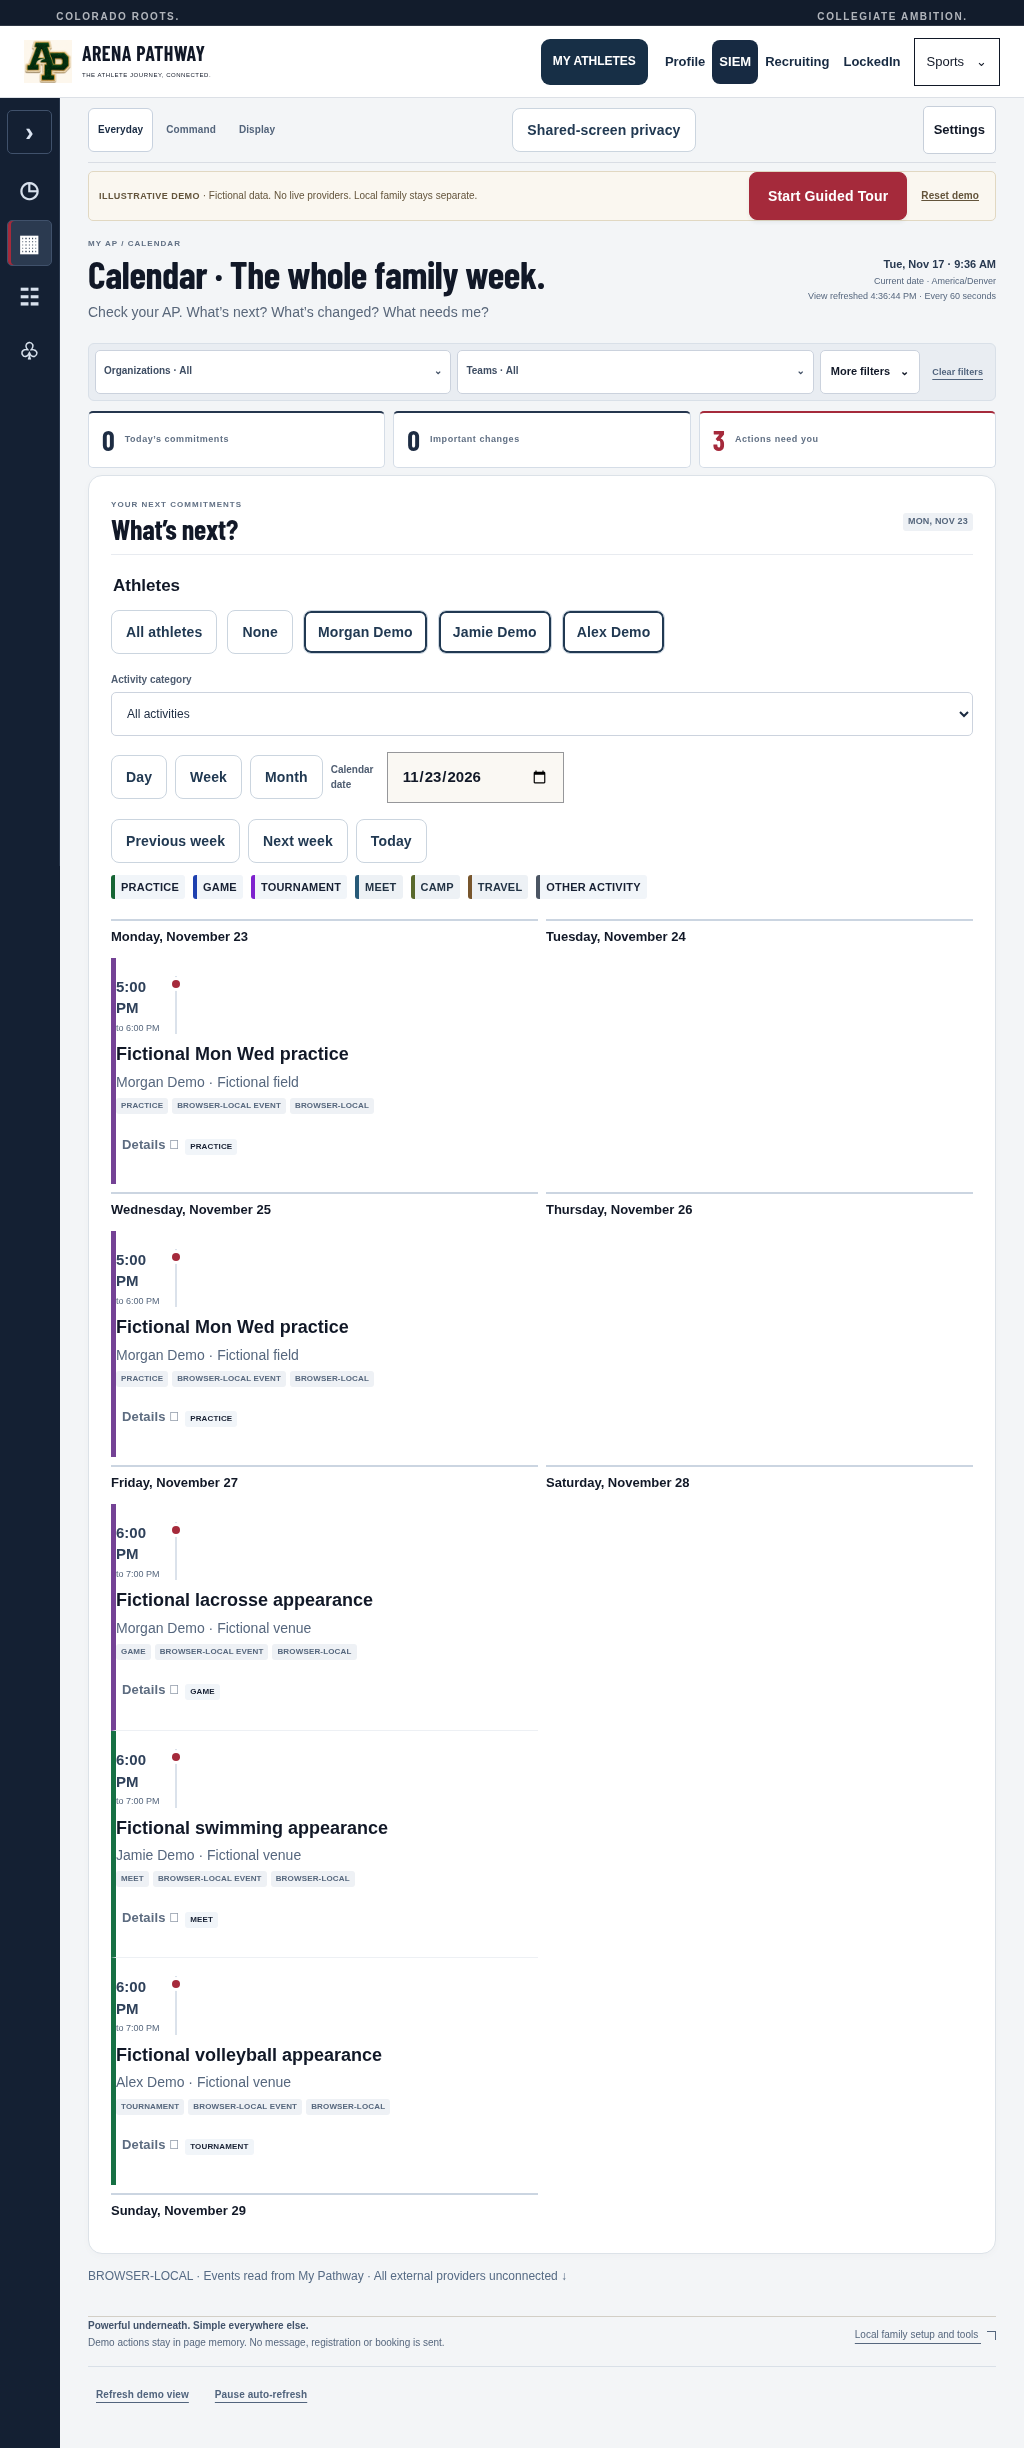 COLORADO ROOTS.
COLLEGIATE AMBITION.
AP
ARENA PATHWAY
THE ATHLETE JOURNEY, CONNECTED.
MY ATHLETES
Profile
SIEM
Recruiting
LockedIn
Sports
Everyday
Command
Display
Shared-screen privacy
Settings
ILLUSTRATIVE DEMO · Fictional data. No live providers. Local family stays separate.
Start Guided Tour
Reset demo
MY AP / CALENDAR
Calendar · The whole family week.
Check your AP. What's next? What's changed? What needs me?
Tue, Nov 17 · 9:36 AM
Current date · America/Denver
View refreshed 4:36:44 PM · Every 60 seconds
Organizations · All
Teams · All
More filters
Clear filters
0 Today's commitments
0 Important changes
3 Actions need you
YOUR NEXT COMMITMENTS
What's next?
MON, NOV 23
Athletes
All athletes
None
Morgan Demo
Jamie Demo
Alex Demo
Activity category
All activities
Day
Week
Month
Calendar
date
11/23/2026
Previous week
Next week
Today
PRACTICE
GAME
TOURNAMENT
MEET
CAMP
TRAVEL
OTHER ACTIVITY
Monday, November 23
Tuesday, November 24
5:00
PM
to 6:00 PM
Fictional Mon Wed practice
Morgan Demo · Fictional field
PRACTICE BROWSER-LOCAL EVENT BROWSER-LOCAL
Details PRACTICE
Wednesday, November 25
Thursday, November 26
5:00
PM
to 6:00 PM
Fictional Mon Wed practice
Morgan Demo · Fictional field
PRACTICE BROWSER-LOCAL EVENT BROWSER-LOCAL
Details PRACTICE
Friday, November 27
Saturday, November 28
6:00
PM
to 7:00 PM
Fictional lacrosse appearance
Morgan Demo · Fictional venue
GAME BROWSER-LOCAL EVENT BROWSER-LOCAL
Details GAME
6:00
PM
to 7:00 PM
Fictional swimming appearance
Jamie Demo · Fictional venue
MEET BROWSER-LOCAL EVENT BROWSER-LOCAL
Details MEET
6:00
PM
to 7:00 PM
Fictional volleyball appearance
Alex Demo · Fictional venue
TOURNAMENT BROWSER-LOCAL EVENT BROWSER-LOCAL
Details TOURNAMENT
Sunday, November 29
BROWSER-LOCAL · Events read from My Pathway · All external providers unconnected ↓
Powerful underneath. Simple everywhere else.
Demo actions stay in page memory. No message, registration or booking is sent.
Local family setup and tools
Refresh demo view
Pause auto-refresh